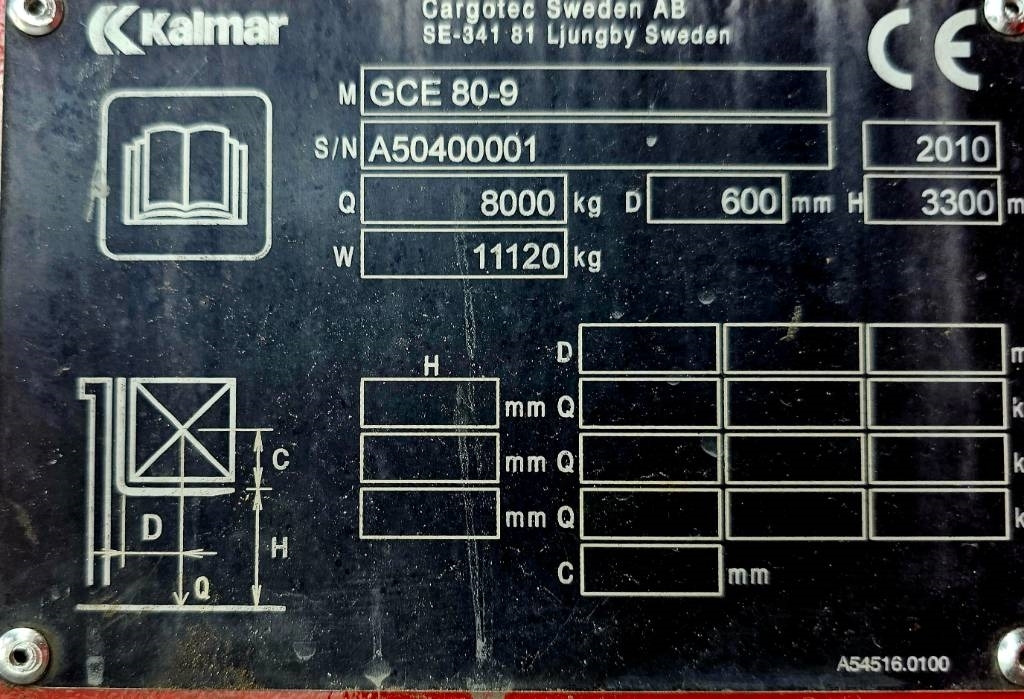 Kalmar
Cargotec Sweden AB
SE-341 81 Ljungby Sweden
CE
M GCE 80-9
S/N A50400001 2010
Q 8000 kg D 600 mm H 3300 m
W 11120 kg
D m
H
mm Q k
mm Q k
mm Q k
C mm
C
D
H
Q
A54516.0100